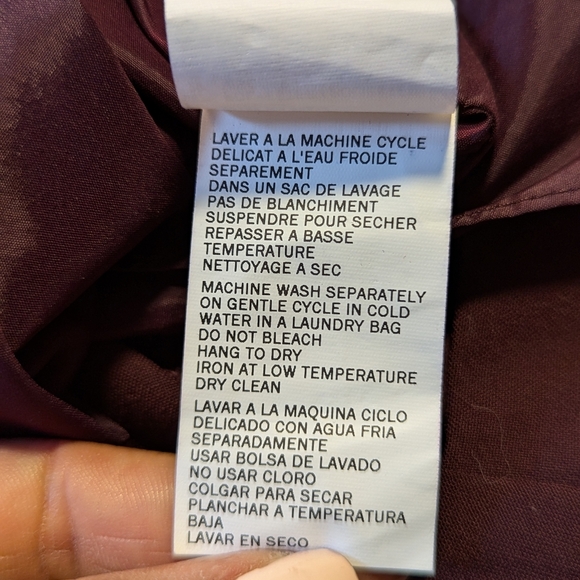 LAVER A LA MACHINE CYCLE
DELICAT A L'EAU FROIDE
SEPAREMENT
DANS UN SAC DE LAVAGE
PAS DE BLANCHIMENT
SUSPENDRE POUR SECHER
REPASSER A BASSE
TEMPERATURE
NETTOYAGE A SEC
MACHINE WASH SEPARATELY
ON GENTLE CYCLE IN COLD
WATER IN A LAUNDRY BAG
DO NOT BLEACH
HANG TO DRY
IRON AT LOW TEMPERATURE
DRY CLEAN
LAVAR A LA MAQUINA CICLO
DELICADO CON AGUA FRIA
SEPARADAMENTE
USAR BOLSA DE LAVADO
NO USAR CLORO
COLGAR PARA SECAR
PLANCHAR A TEMPERATURA
BAJA
LAVAR EN SECO